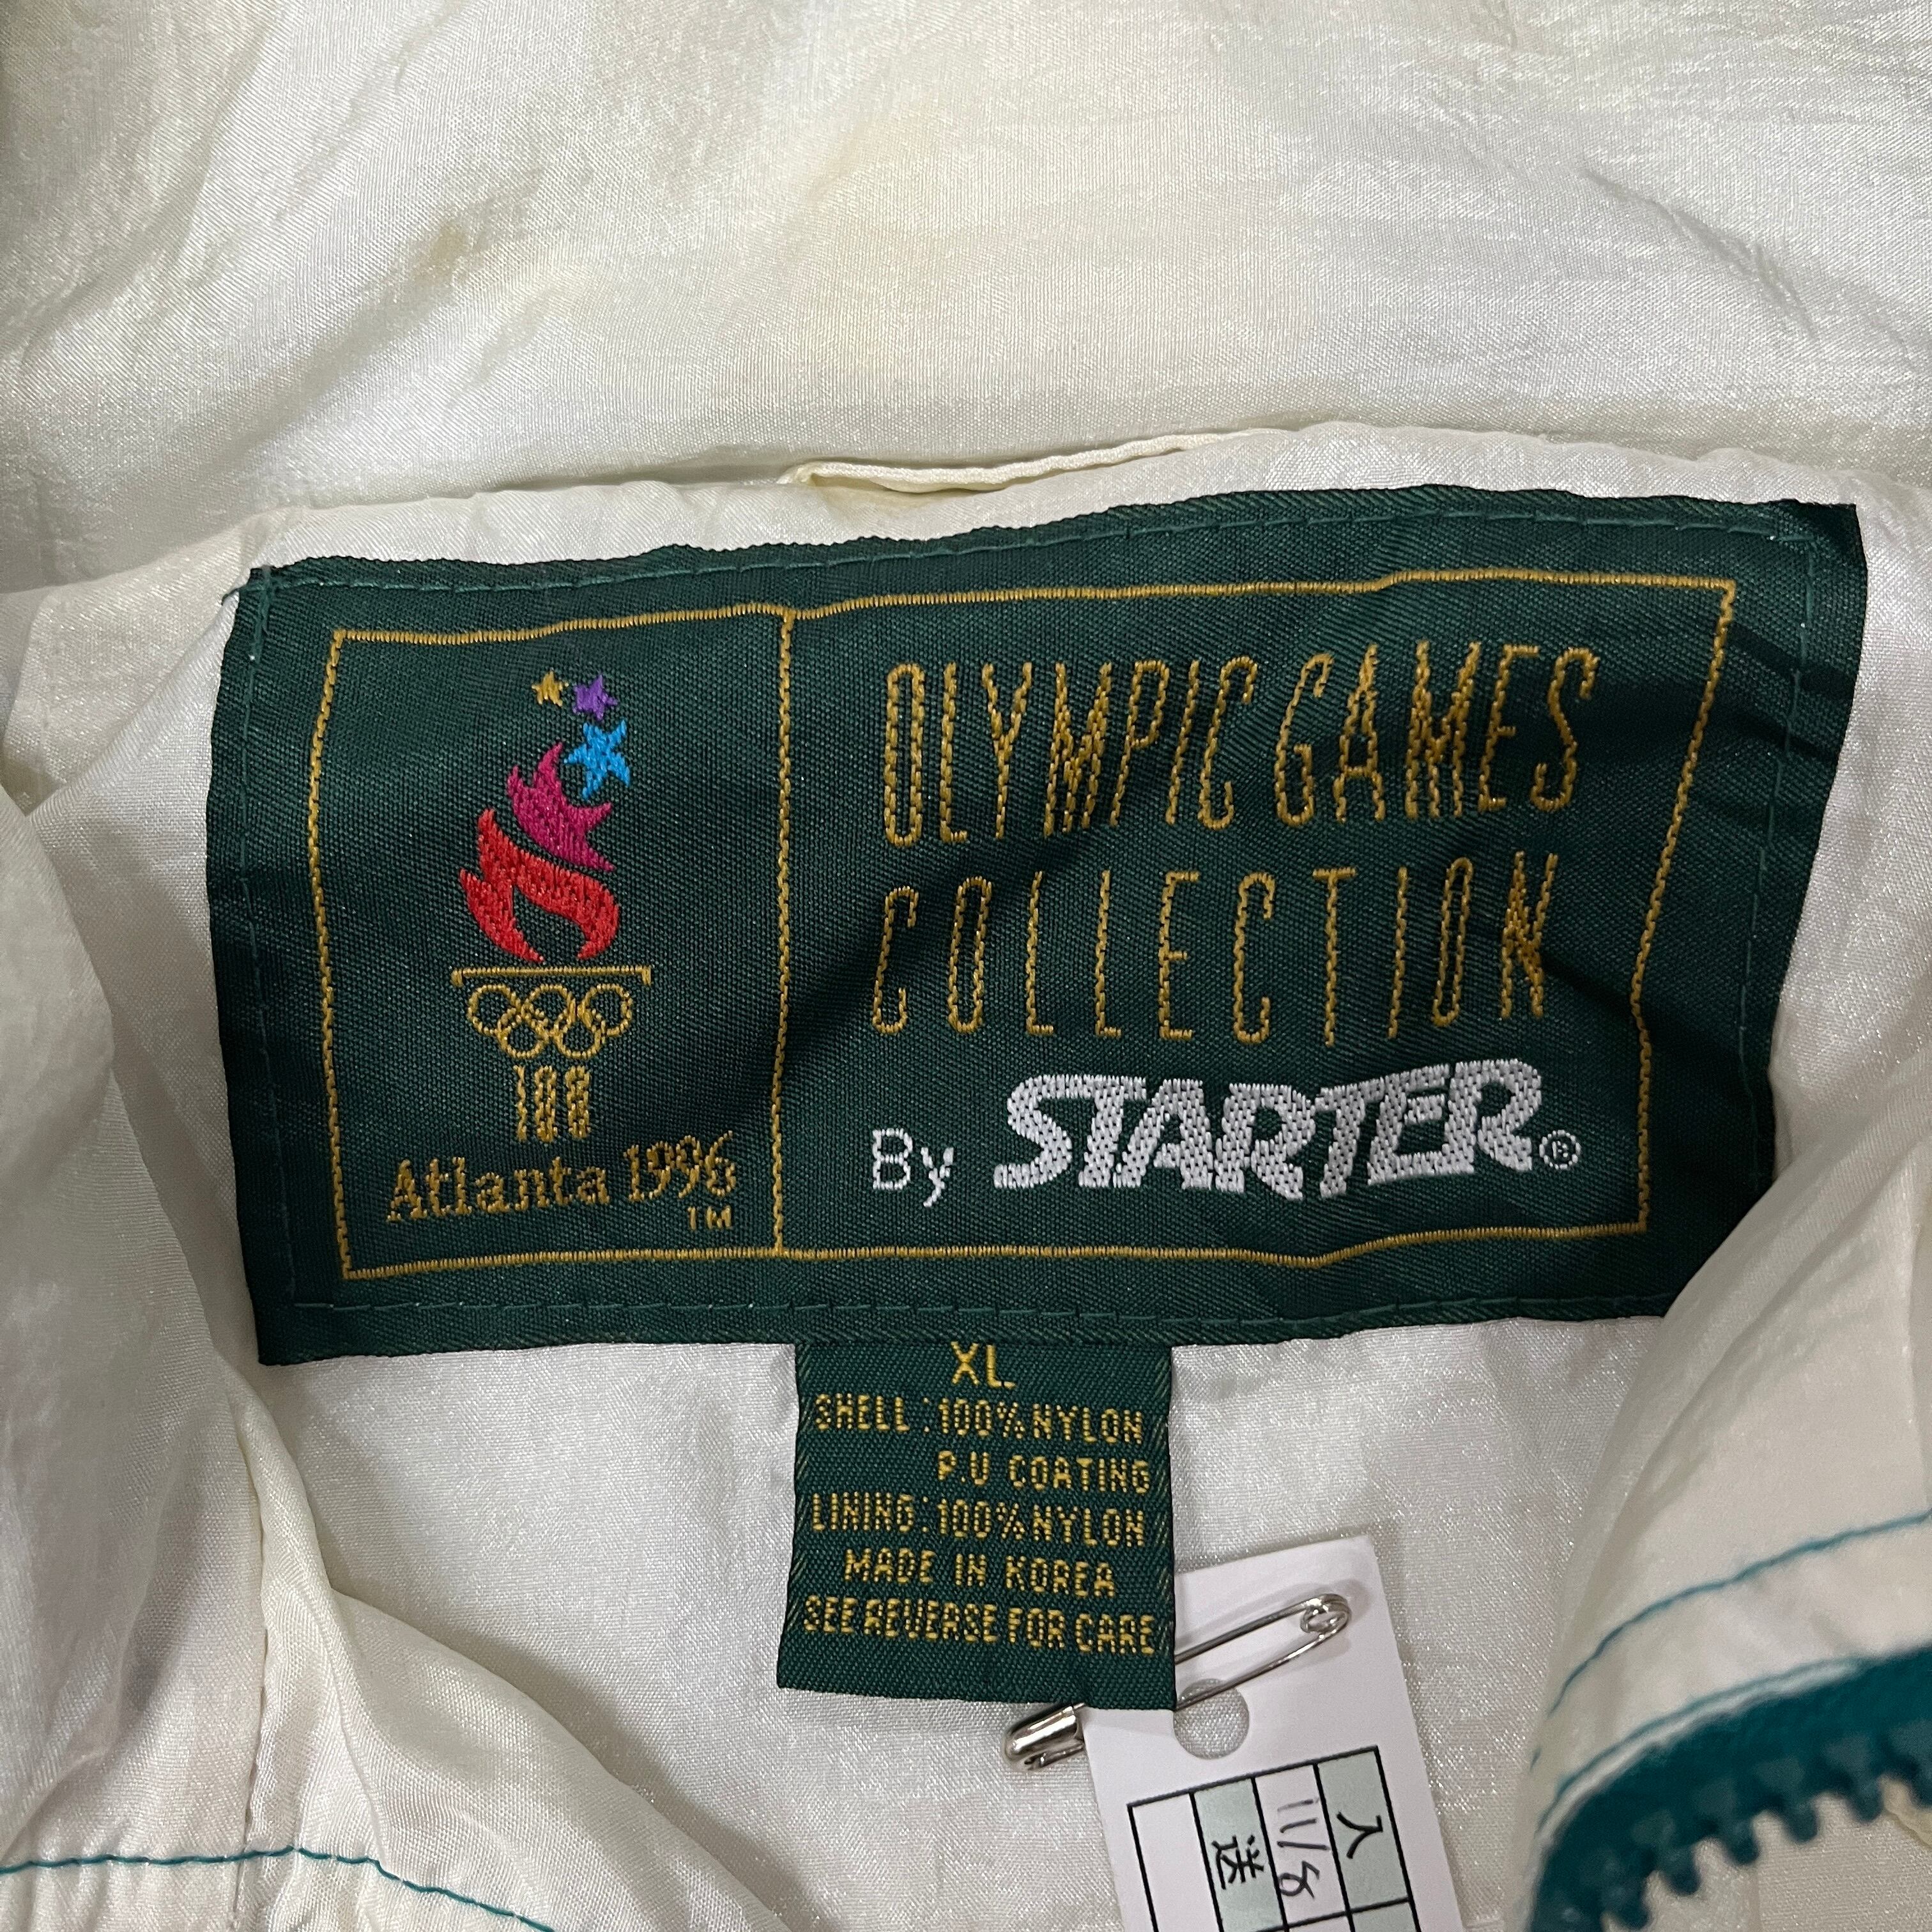 OLYMPIC GAMES
COLLECTION
By STARTER®
100
Atlanta 1996
TM
XL
SHELL:100%NYLON
P.U COATING
LINING:100%NYLON
MADE IN KOREA
SEE REVERSE FOR CARE
入
11/8
送